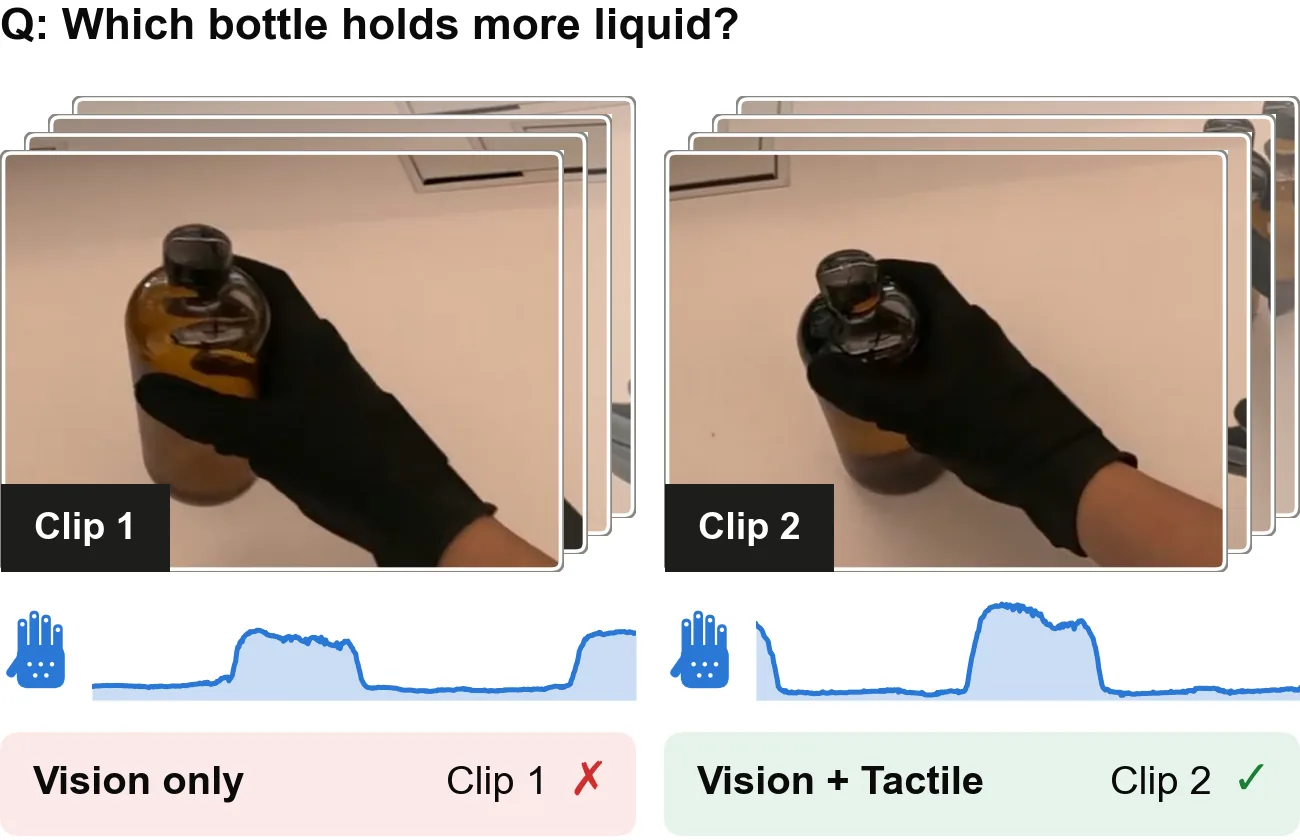 Q: Which bottle holds more liquid?
Clip 1
Clip 2
Vision only Clip 1 ✗
Vision + Tactile Clip 2 ✓